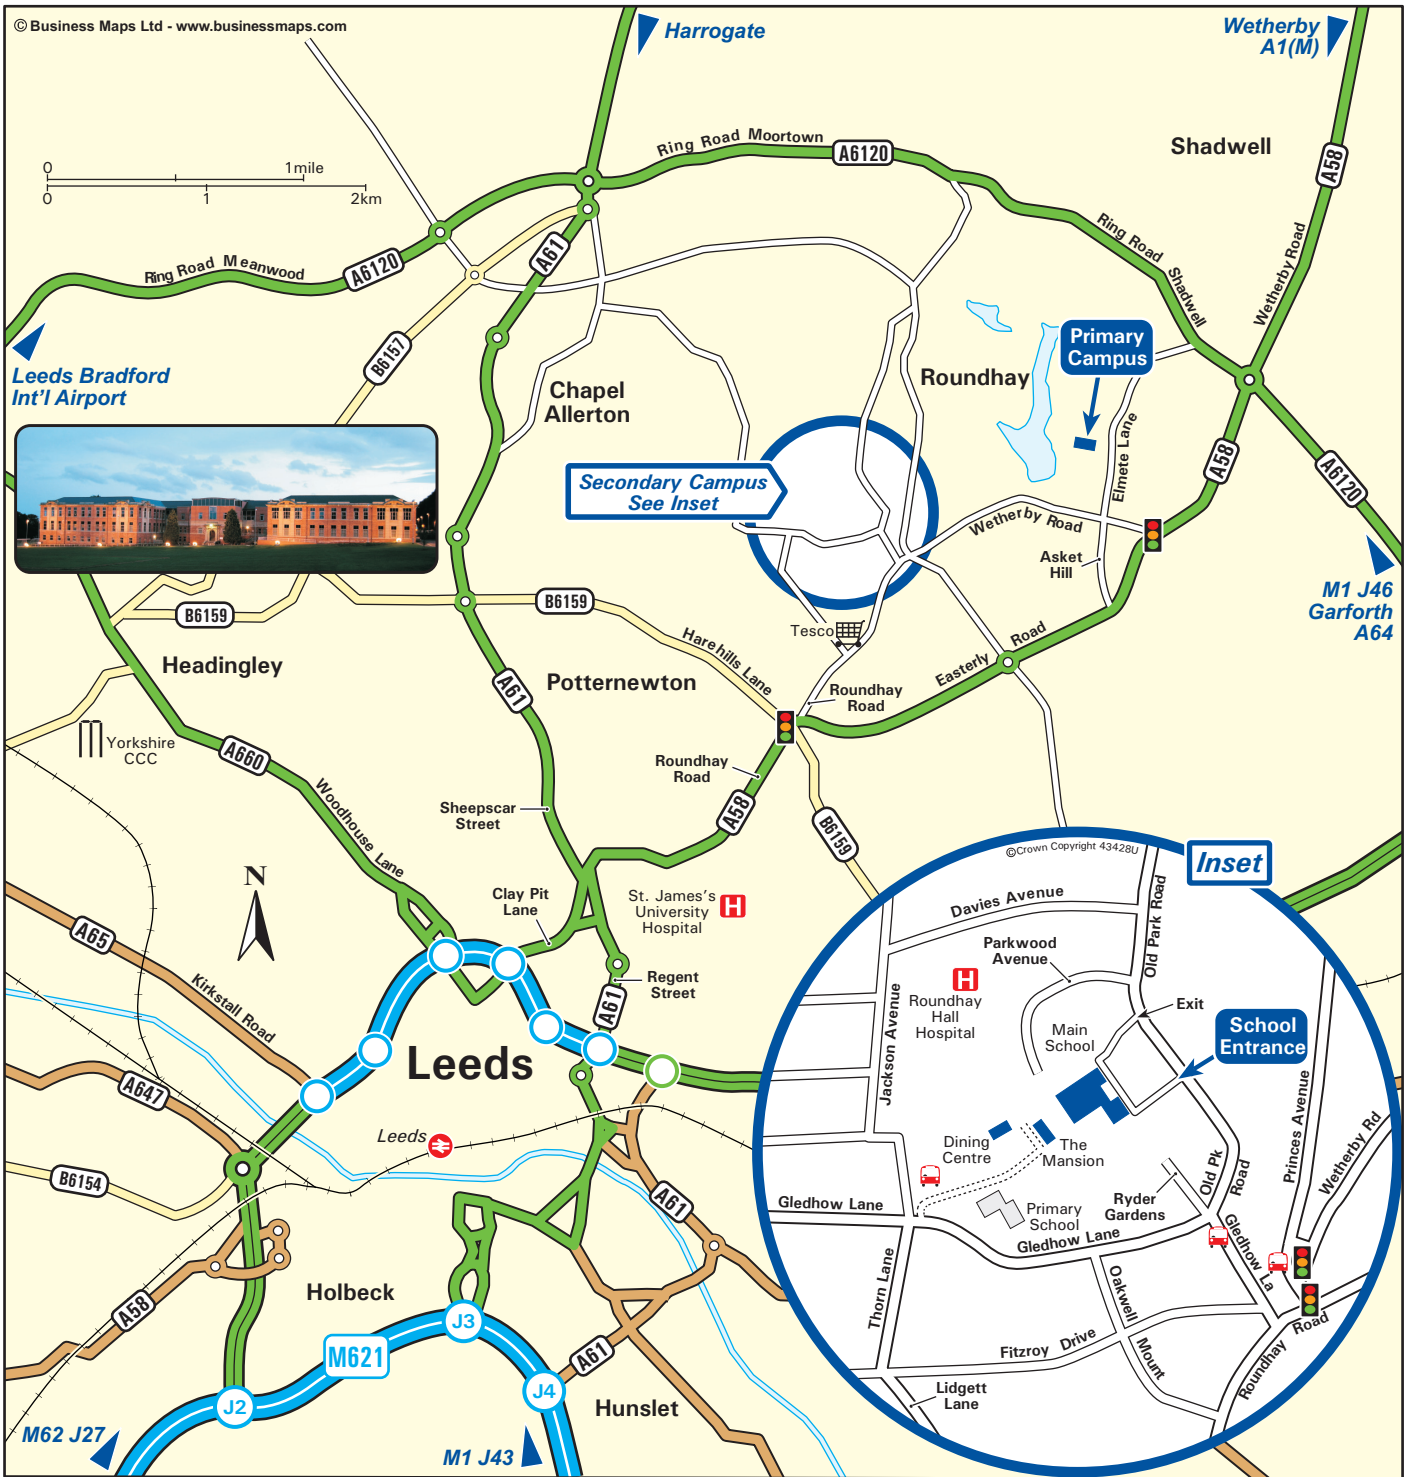 © Business Maps Ltd - www.businessmaps.com
Harrogate
Wetherby
A1(M)
0
1mile
0
1
2km
Ring Road Moortown
A6120
Shadwell
A58
Ring Road Meanwood
A6120
A61
Ring Road Shadwell
Wetherby Road
Leeds Bradford
Int'l Airport
B6157
Chapel
Allerton
Roundhay
Primary
Campus
Elmete Lane
A58
A6120
Secondary Campus
See Inset
Wetherby Road
Asket
Hill
M1 J46
Garforth
A64
B6159
B6159
Tesco
Harehills Lane
Headingley
Potternewton
A61
Easterly Road
Roundhay
Road
Yorkshire
CCC
A660
Roundhay
Road
Woodhouse Lane
Sheepscar
Street
A58
B6159
N
Clay Pit
Lane
St. James's
University
Hospital
H
A65
Kirkstall Road
Regent
Street
A61
Leeds
A647
Leeds
B6154
A61
Holbeck
A58
J3
M621
A61
J4
J2
Hunslet
M62 J27
M1 J43
Inset
©Crown Copyright 43428U
Davies Avenue
Old Park Road
Parkwood
Avenue
H
Roundhay
Hall
Hospital
Jackson Avenue
Exit
Main
School
School
Entrance
Princes Avenue
Wetherby Rd
Dining
Centre
The
Mansion
Old Pk
Road
Ryder
Gardens
Primary
School
Gledhow Lane
Gledhow Lane
Gledhow La
Thorn Lane
Oakwell
Mount
Fitzroy Drive
Roundhay
Road
Lidgett
Lane